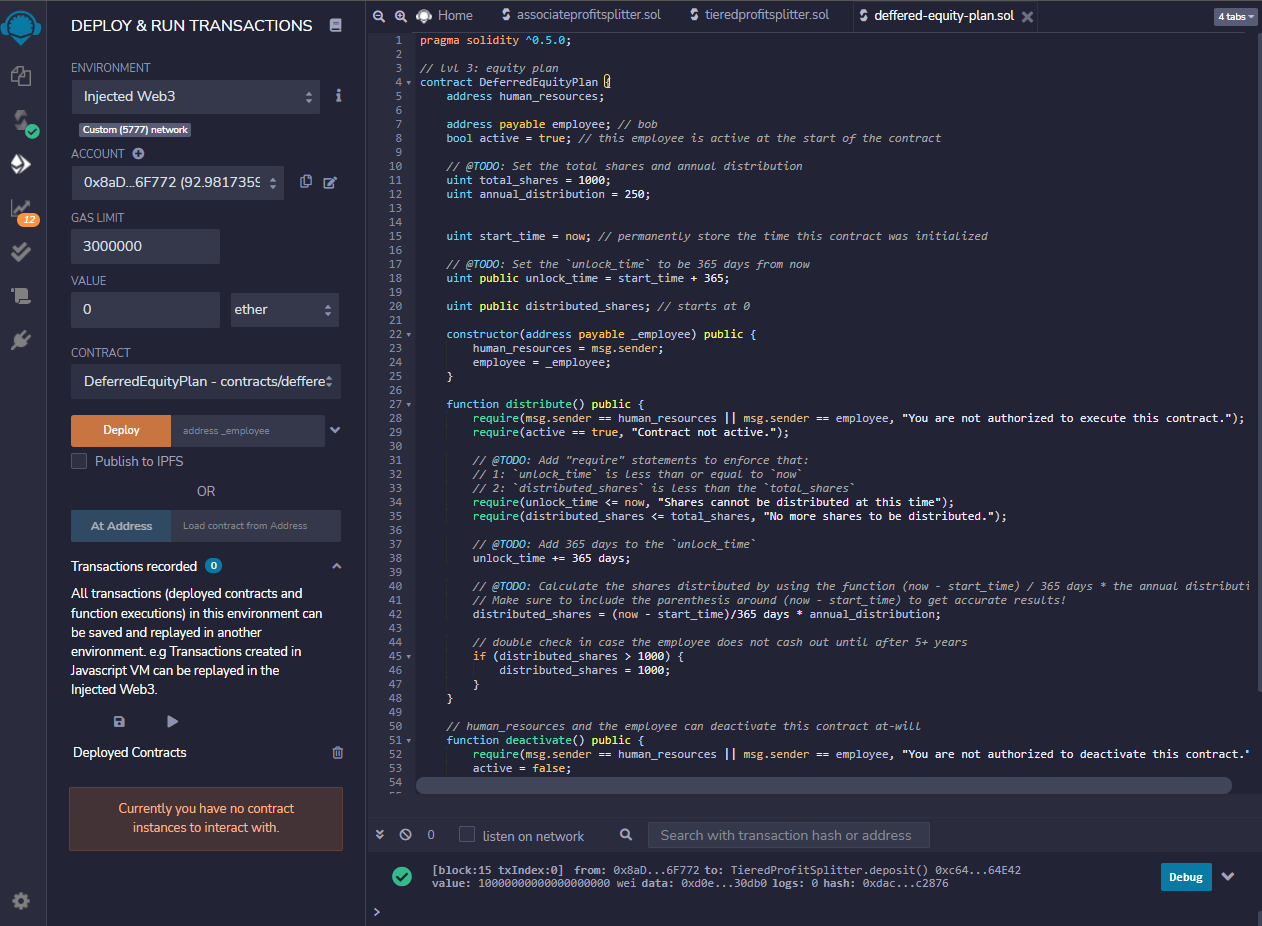 DEPLOY & RUN TRANSACTIONS
ENVIRONMENT
Injected Web3
Custom (5777) network
ACCOUNT
0x8aD...6F772 (92.9817359
GAS LIMIT
3000000
VALUE
0
ether
CONTRACT
DeferredEquityPlan - contracts/deffere
Deploy
address _employee
Publish to IPFS
OR
At Address
Load contract from Address
Transactions recorded 0
All transactions (deployed contracts and
function executions) in this environment can
be saved and replayed in another
environment. e.g Transactions created in
Javascript VM can be replayed in the
Injected Web3.
Deployed Contracts
Currently you have no contract
instances to interact with.
12
Home
associateprofitsplitter.sol
tieredprofitsplitter.sol
deffered-equity-plan.sol
4 tabs
1 pragma solidity ^0.5.0;
2
3 // lvl 3: equity plan
4 contract DeferredEquityPlan {
5 address human_resources;
6
7 address payable employee; // bob
8 bool active = true; // this employee is active at the start of the contract
9
10 // @TODO: Set the total shares and annual distribution
11 uint total_shares = 1000;
12 uint annual_distribution = 250;
13
14
15 uint start_time = now; // permanently store the time this contract was initialized
16
17 // @TODO: Set the `unlock_time` to be 365 days from now
18 uint public unlock_time = start_time + 365;
19
20 uint public distributed_shares; // starts at 0
21
22 constructor(address payable _employee) public {
23 human_resources = msg.sender;
24 employee = _employee;
25 }
26
27 function distribute() public {
28 require(msg.sender == human_resources || msg.sender == employee, "You are not authorized to execute this contract.");
29 require(active == true, "Contract not active.");
30
31 // @TODO: Add "require" statements to enforce that:
32 // 1: `unlock_time` is less than or equal to `now`
33 // 2: `distributed_shares` is less than the `total_shares`
34 require(unlock_time <= now, "Shares cannot be distributed at this time");
35 require(distributed_shares <= total_shares, "No more shares to be distributed.");
36
37 // @TODO: Add 365 days to the `unlock_time`
38 unlock_time += 365 days;
39
40 // @TODO: Calculate the shares distributed by using the function (now - start_time) / 365 days * the annual distributi
41 // Make sure to include the parenthesis around (now - start_time) to get accurate results!
42 distributed_shares = (now - start_time)/365 days * annual_distribution;
43
44 // double check in case the employee does not cash out until after 5+ years
45 if (distributed_shares > 1000) {
46 distributed_shares = 1000;
47 }
48 }
49
50 // human_resources and the employee can deactivate this contract at-will
51 function deactivate() public {
52 require(msg.sender == human_resources || msg.sender == employee, "You are not authorized to deactivate this contract."
53 active = false;
54
0
listen on network
Search with transaction hash or address
[block:15 txIndex:0] from: 0x8aD...6F772 to: TieredProfitSplitter.deposit() 0xc64...64E42
value: 10000000000000000000 wei data: 0xd0e...30db0 logs: 0 hash: 0xdac...c2876
Debug
>